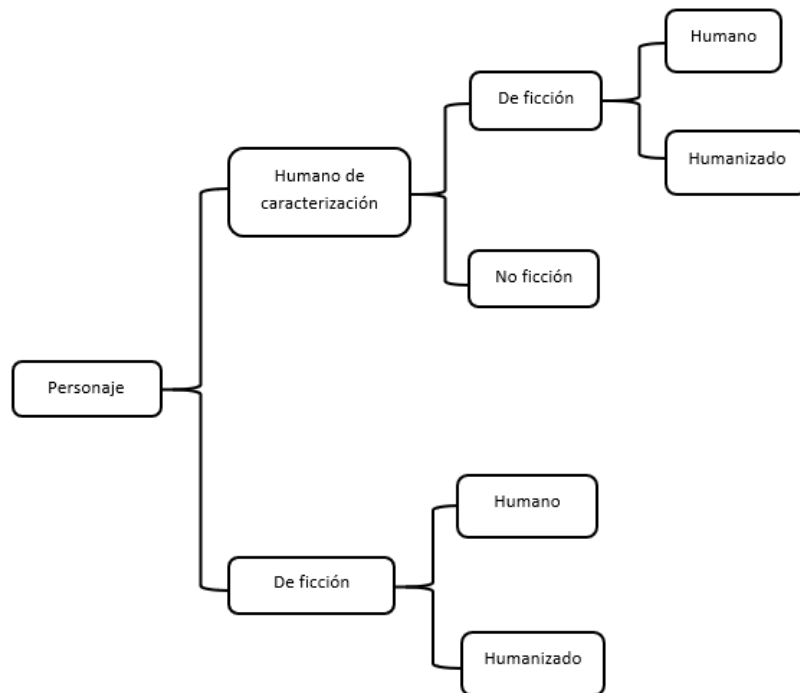 Humano
De ficción
Humanizado
Humano de
caracterización
No ficción
Personaje
Humano
De ficción
Humanizado